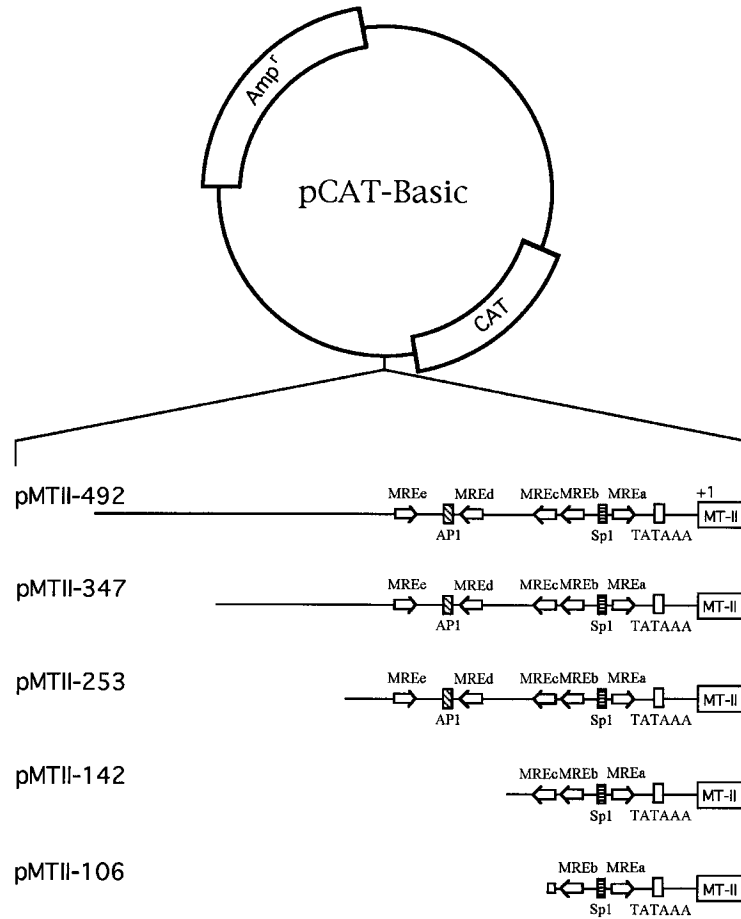 Amp r
pCAT-Basic
CAT
pMTII-492
MREe MREd MREc MREb MREa +1
AP1 Sp1 TATAAA MT-II
pMTII-347
MREe MREd MREc MREb MREa
AP1 Sp1 TATAAA MT-II
pMTII-253
MREe MREd MREc MREb MREa
AP1 Sp1 TATAAA MT-II
pMTII-142
MREc MREb MREa
Sp1 TATAAA MT-II
pMTII-106
MREb MREa
Sp1 TATAAA MT-II